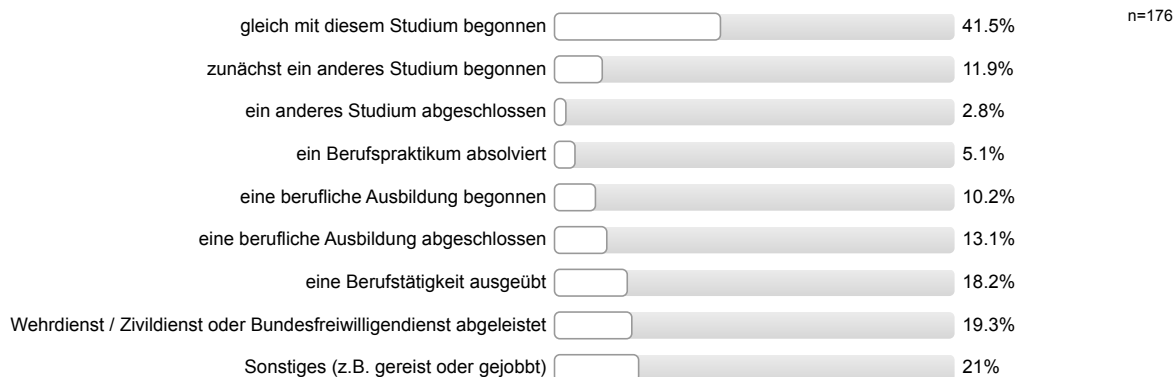 gleich mit diesem Studium begonnen 41.5% n=176
zunächst ein anderes Studium begonnen 11.9%
ein anderes Studium abgeschlossen 2.8%
ein Berufspraktikum absolviert 5.1%
eine berufliche Ausbildung begonnen 10.2%
eine berufliche Ausbildung abgeschlossen 13.1%
eine Berufstätigkeit ausgeübt 18.2%
Wehrdienst / Zivildienst oder Bundesfreiwilligendienst abgeleistet 19.3%
Sonstiges (z.B. gereist oder gejobbt) 21%